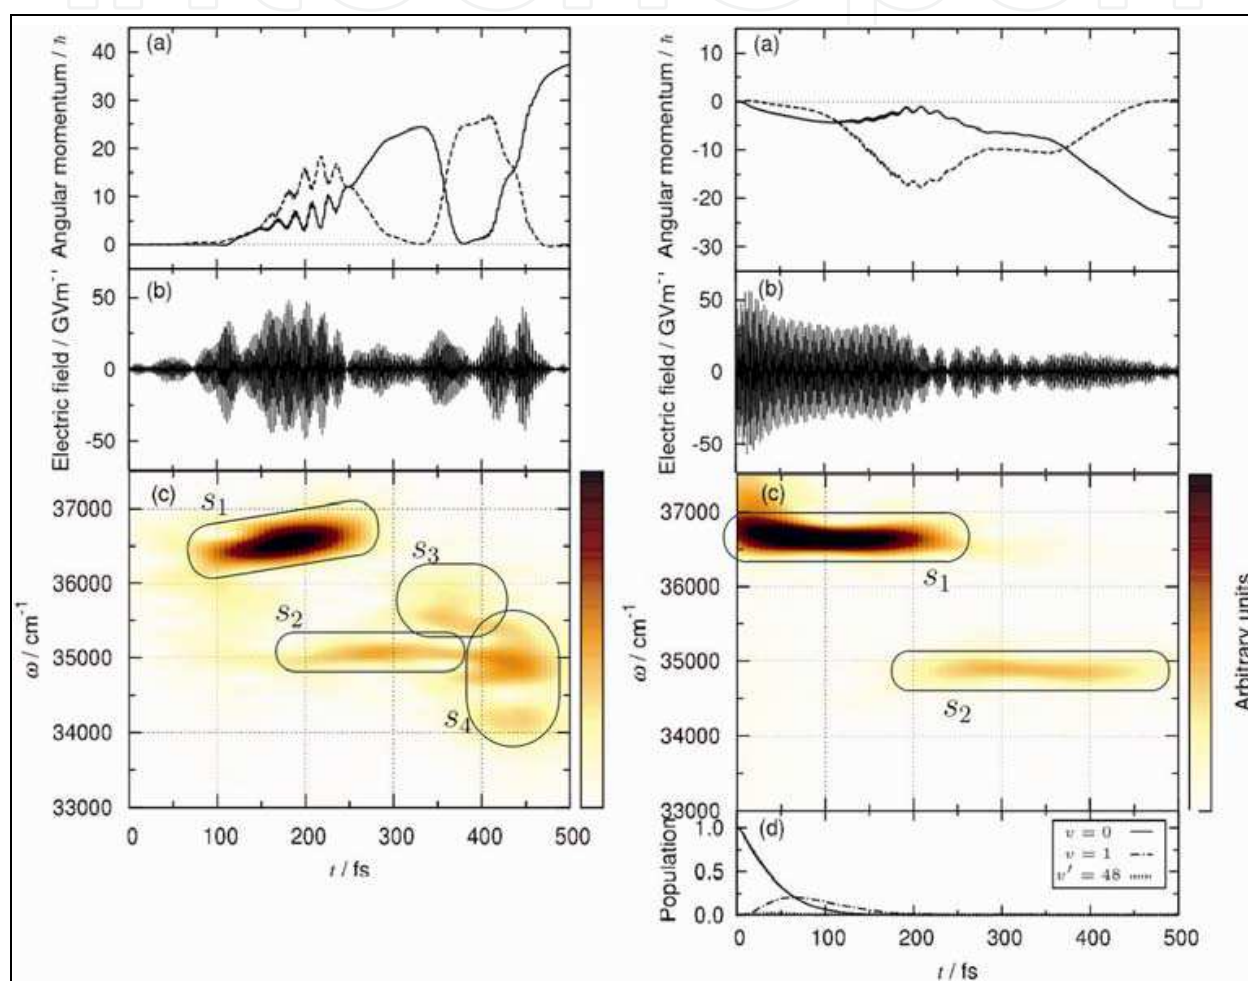 (a)
Angular momentum / ħ
40
30
20
10
0
(b)
Electric field / GVm⁻¹
50
0
-50
(c)
ω / cm⁻¹
37000
36000
35000
34000
33000
s₁
s₂
s₃
s₄
0 100 200 300 400 500
t / fs
(a)
Angular momentum / ħ
10
0
-10
-20
-30
(b)
Electric field / GVm⁻¹
50
0
-50
(c)
ω / cm⁻¹
37000
36000
35000
34000
33000
s₁
s₂
Arbitrary units
(d)
Population
1.0
0.5
0.0
v = 0
v = 1
v′ = 48
0 100 200 300 400 500
t / fs